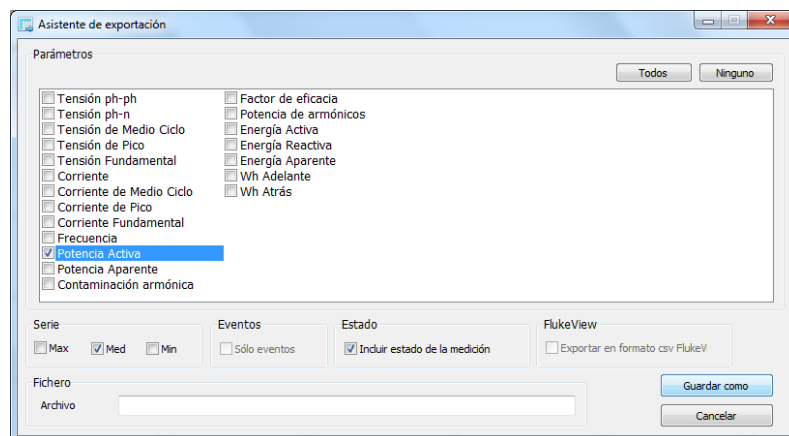 Asistente de exportación
Parámetros
Todos
Ninguno
Tensión ph-ph
Tensión ph-n
Tensión de Medio Ciclo
Tensión de Pico
Tensión Fundamental
Corriente
Corriente de Medio Ciclo
Corriente de Pico
Corriente Fundamental
Frecuencia
Potencia Activa
Potencia Aparente
Contaminación armónica
Factor de eficacia
Potencia de armónicos
Energía Activa
Energía Reactiva
Energía Aparente
Wh Adelante
Wh Atrás
Serie
Max
Med
Min
Eventos
Sólo eventos
Estado
Incluir estado de la medición
FlukeView
Exportar en formato csv FlukeV
Fichero
Archivo
Guardar como
Cancelar